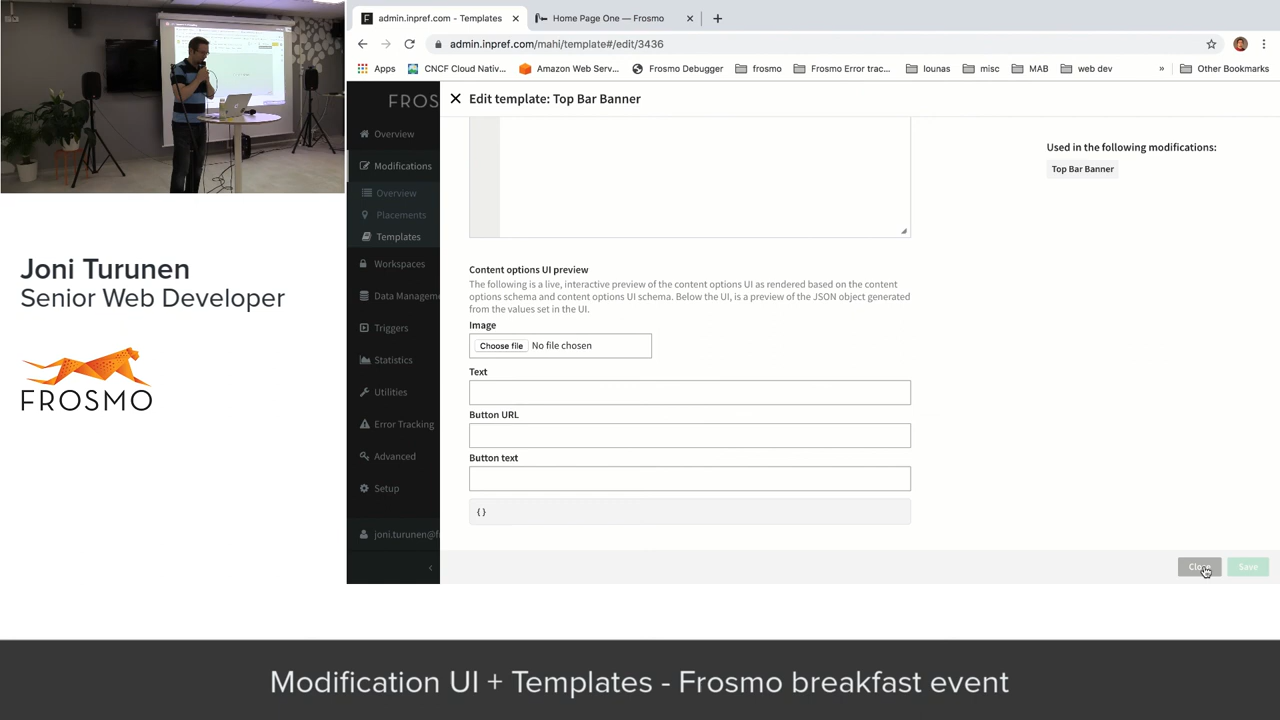 Joni Turunen
Senior Web Developer
FROSMO
admin.inpref.com - Templates
Home Page One — Frosmo
admin.inpref.com/mahi/template#/edit/3436
Apps
CNCF Cloud Nativ...
Amazon Web Serv...
Frosmo Debugger
frosmo
Frosmo Error trac...
lounas
misc
MAB
web dev
»
Other Bookmarks
FROS
Overview
Modifications
Overview
Placements
Templates
Workspaces
Data Managem
Triggers
Statistics
Utilities
Error Tracking
Advanced
Setup
joni.turunen@f
Edit template: Top Bar Banner
Used in the following modifications:
Top Bar Banner
Content options UI preview
The following is a live, interactive preview of the content options UI as rendered based on the content
options schema and content options UI schema. Below the UI, is a preview of the JSON object generated
from the values set in the UI.
Image
Choose file No file chosen
Text
Button URL
Button text
{}
Close
Save
Modification UI + Templates - Frosmo breakfast event